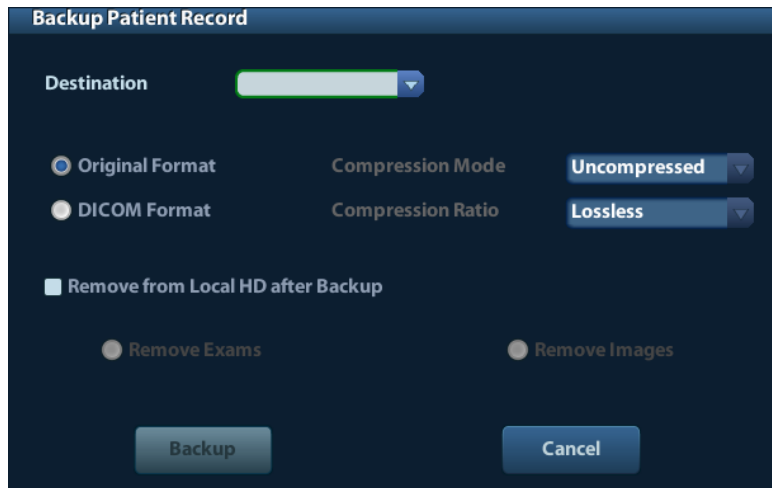 Backup Patient Record
Destination
Original Format Compression Mode Uncompressed
DICOM Format Compression Ratio Lossless
Remove from Local HD after Backup
Remove Exams Remove Images
Backup Cancel